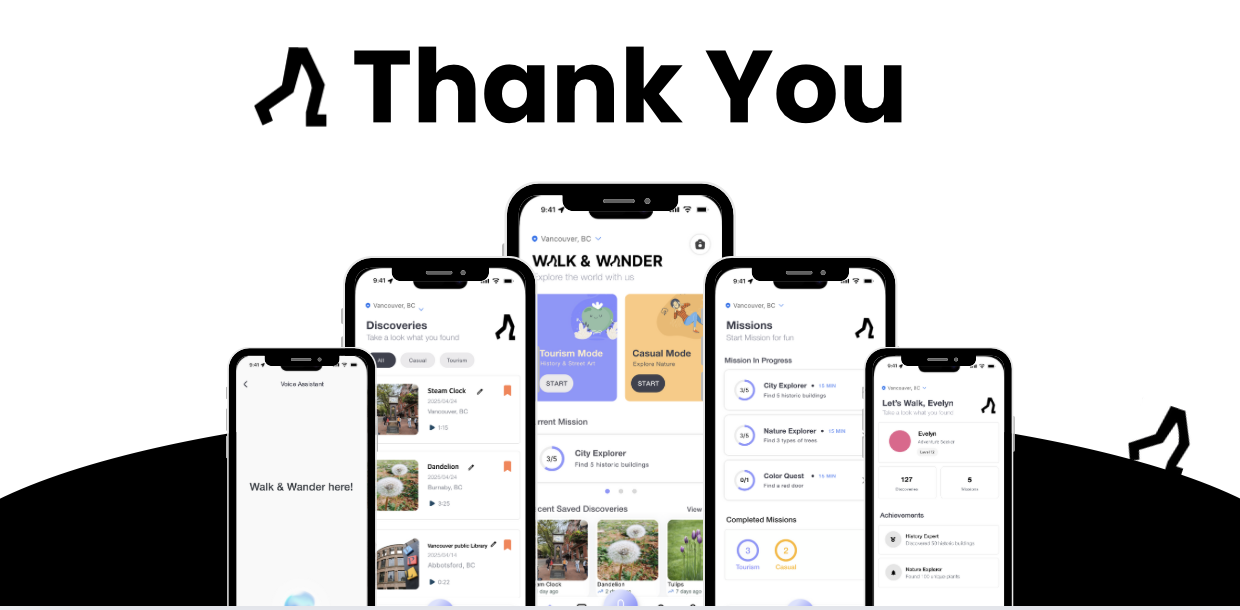 Thank You
9:41
Vancouver, BC
WALK & WANDER
Explore the world with us
Tourism Mode
History & Street Art
START
Casual Mode
Explore Nature
START
rrent Mission
3/5
City Explorer
Find 5 historic buildings
cent Saved Discoveries
View
am Clock
day ago
Dandelion
Tulips
7 days ago
9:41
Vancouver, BC
Discoveries
Take a look what you found
All
Casual
Tourism
Steam Clock
2025/04/24
Vancouver, BC
1:15
Dandelion
2025/04/24
Burnaby, BC
3:25
Vancouver public Library
2025/04/14
Abbotsford, BC
0:22
9:41
Voice Assistant
Walk & Wander here!
9:41
Vancouver, BC
Missions
Start Mission for fun
Mission In Progress
3/5
City Explorer • 15 MIN
Find 5 historic buildings
3/5
Nature Explorer • 15 MIN
Find 3 types of trees
0/1
Color Quest • 15 MIN
Find a red door
Completed Missions
3
Tourism
2
Casual
9:41
Vancouver, BC
Let's Walk, Evelyn
Take a look what you found
Evelyn
Adventure Seeker
127
Discoveries
5
Missions
Achievements
History Expert
Discovered 50 historic buildings
Nature Explorer
Found 100 unique plants